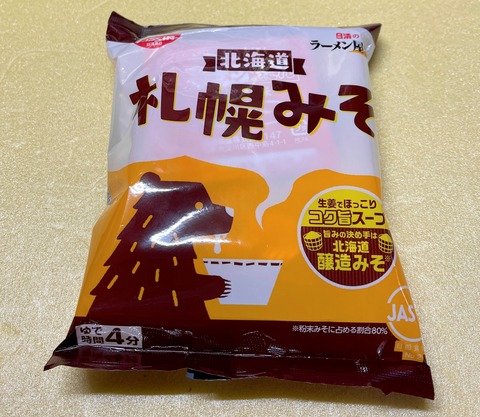 日清の
ラーメン屋
北海道
札幌みそ
生姜でほっこり
コク旨スープ
旨みの決め手は
北海道
醸造みそ※
JAS
※粉末みそに占める割合80%
ゆで
時間
4分